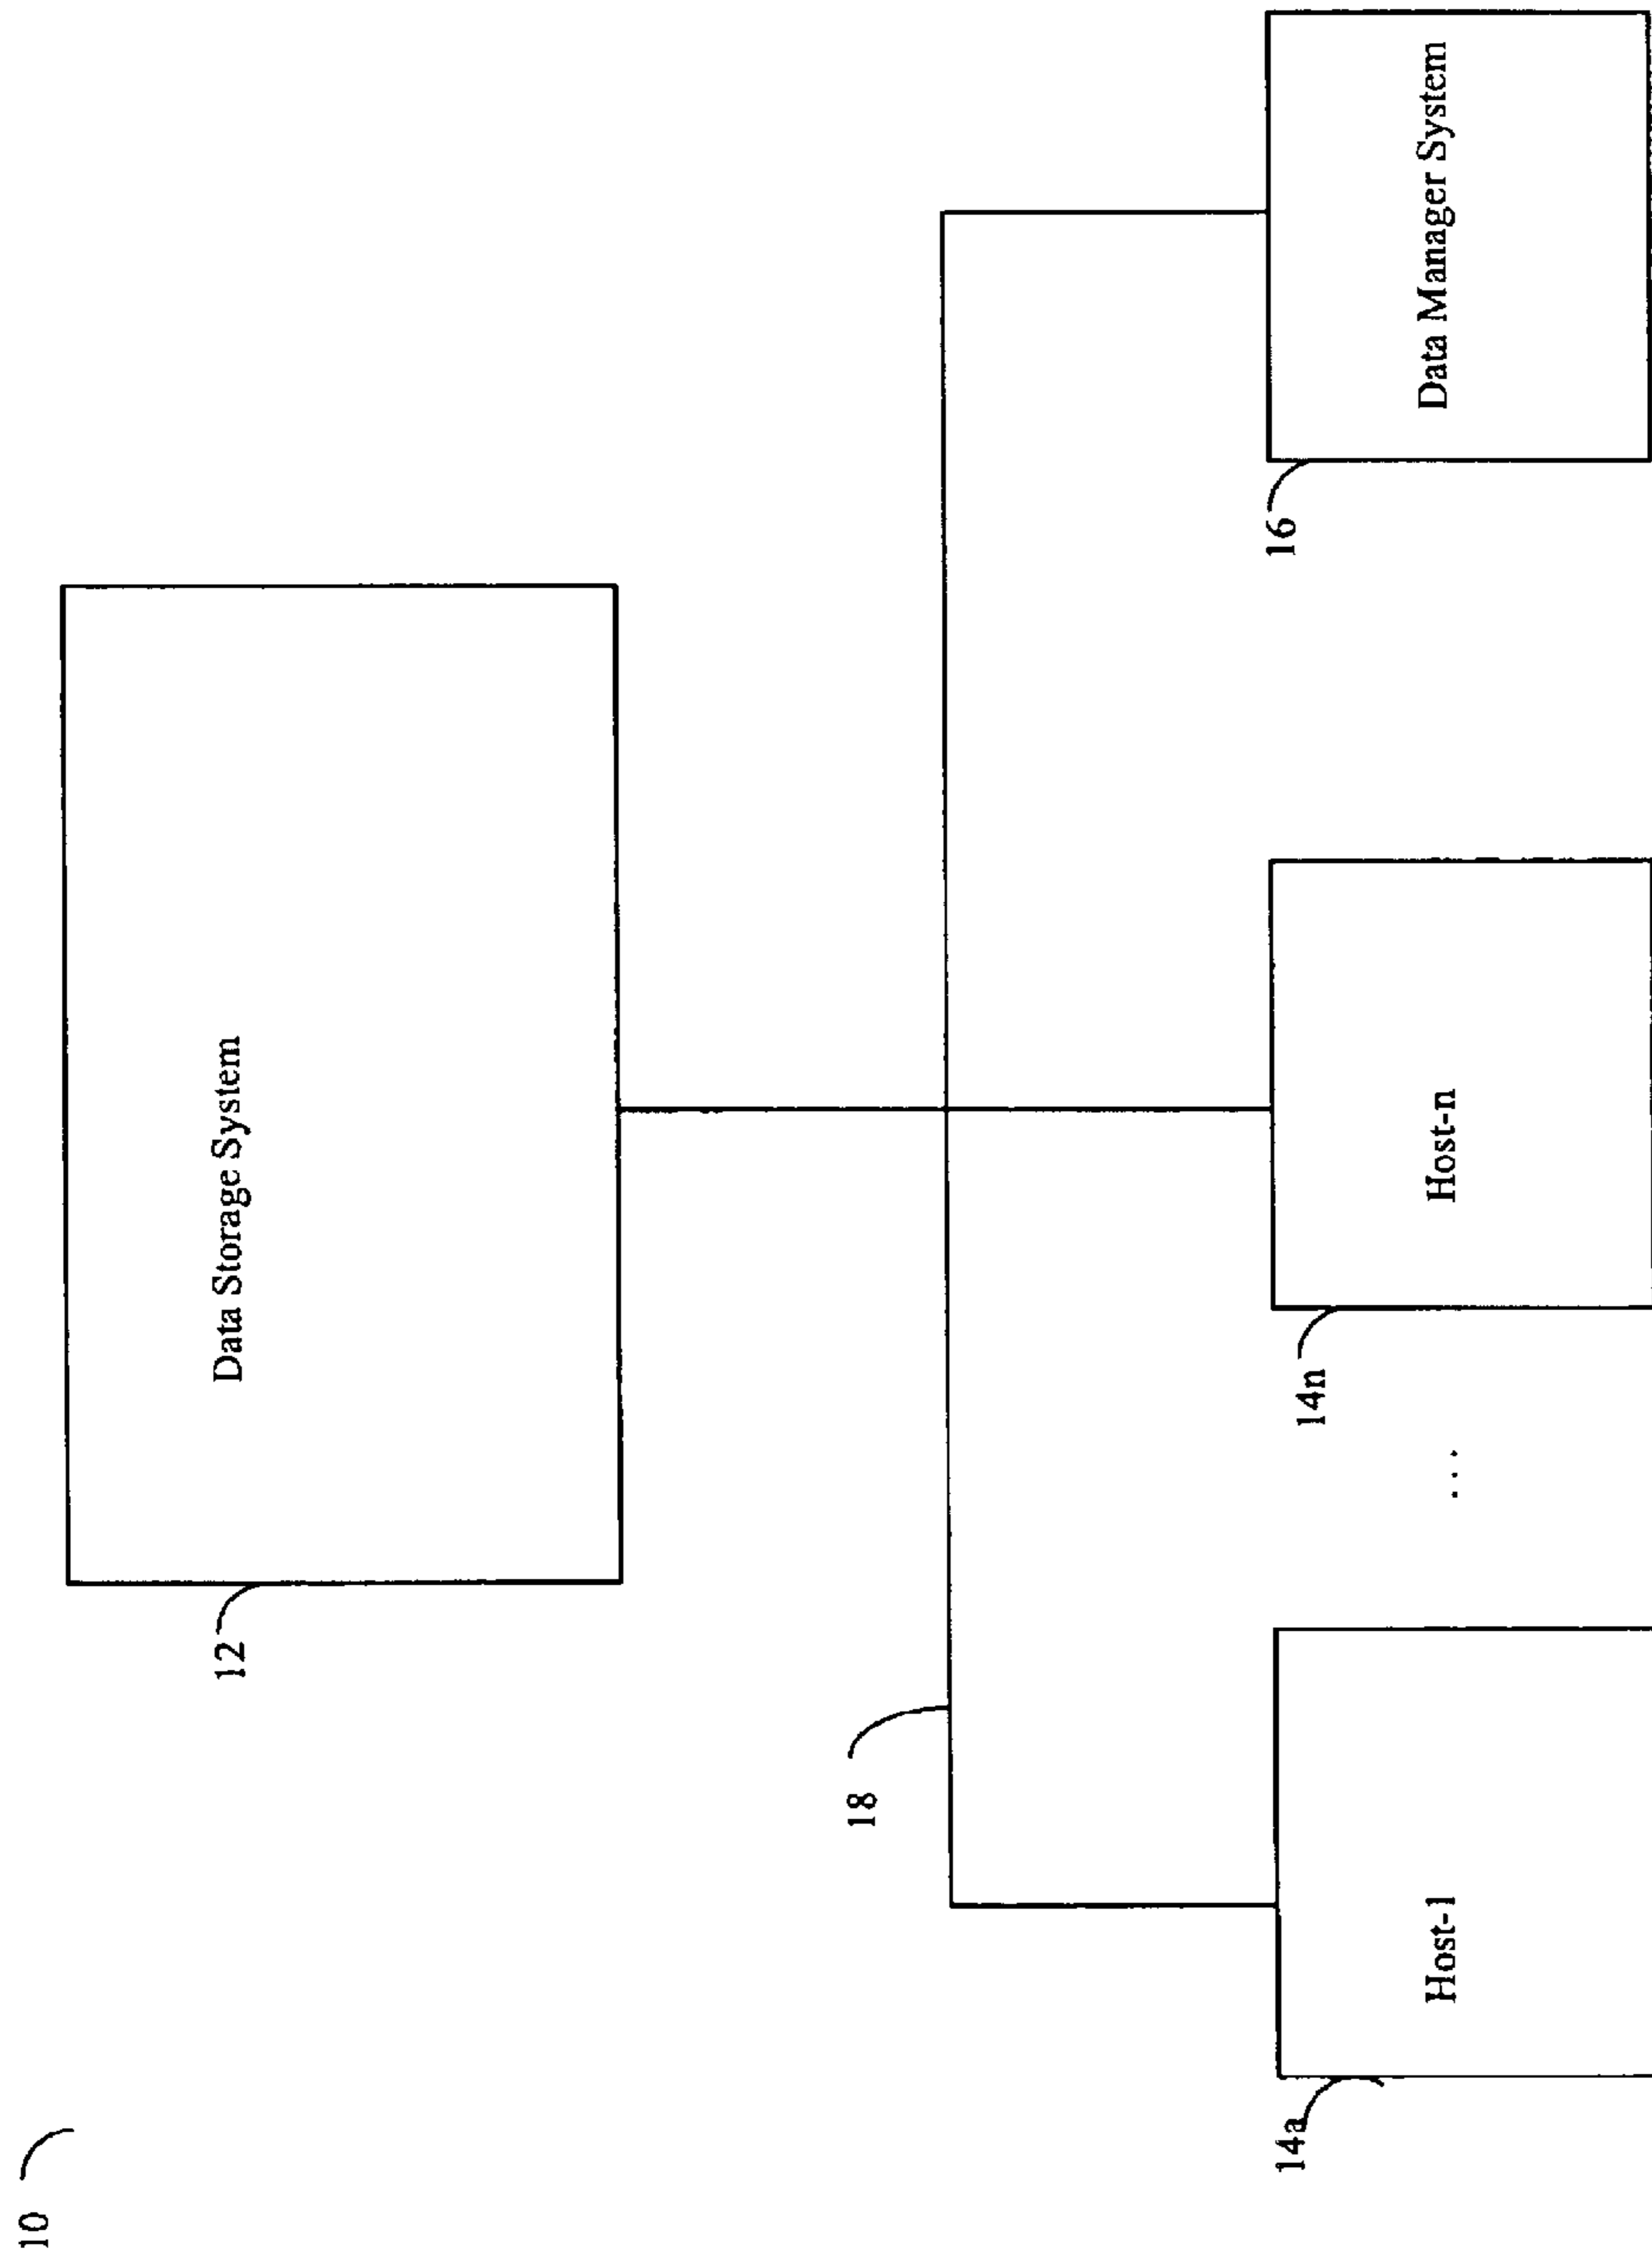 10
12
Data Storage System
18
14a
Host-1
...
14n
Host-n
16
Data Manager System